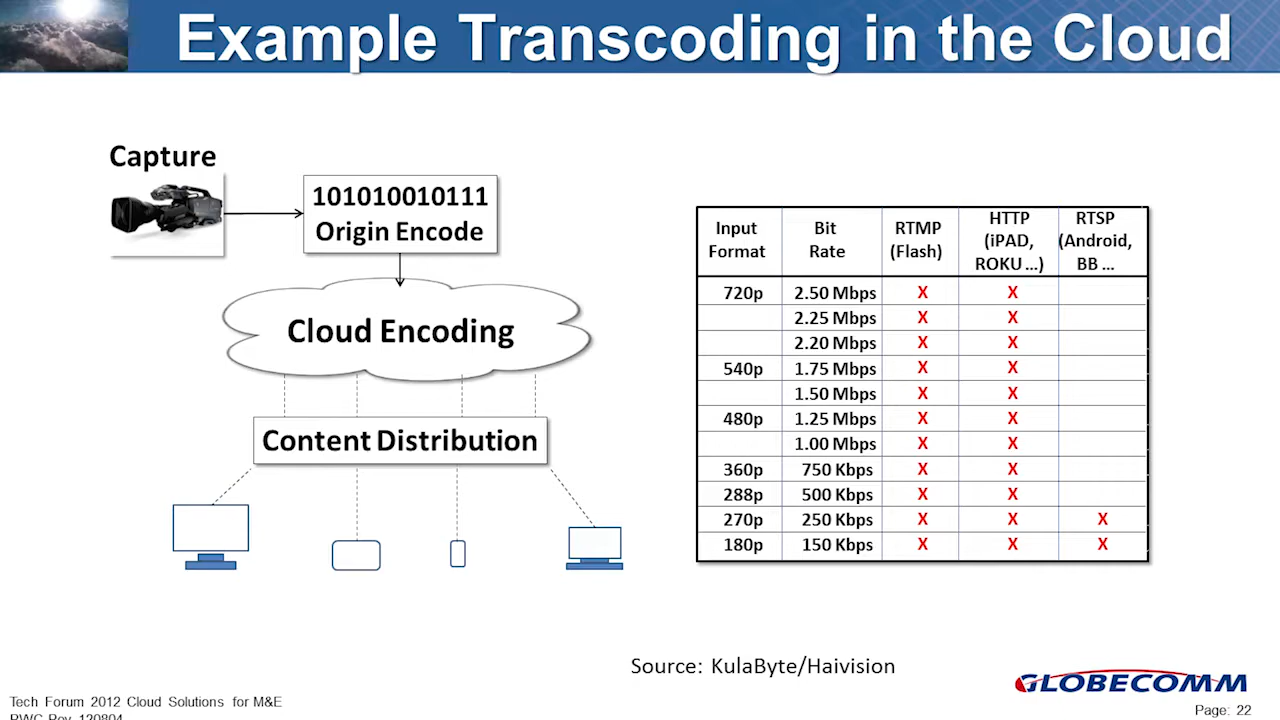 Example Transcoding in the Cloud
Capture
101010010111
Origin Encode
Cloud Encoding
Content Distribution
Input Format Bit Rate RTMP (Flash) HTTP (iPAD, ROKU ...) RTSP (Android, BB ...
720p 2.50 Mbps X X
2.25 Mbps X X
2.20 Mbps X X
540p 1.75 Mbps X X
1.50 Mbps X X
480p 1.25 Mbps X X
1.00 Mbps X X
360p 750 Kbps X X
288p 500 Kbps X X
270p 250 Kbps X X X
180p 150 Kbps X X X
Source: KulaByte/Haivision
GLOBECOMM
Tech Forum 2012 Cloud Solutions for M&E
RWC Rev 120804
Page: 22